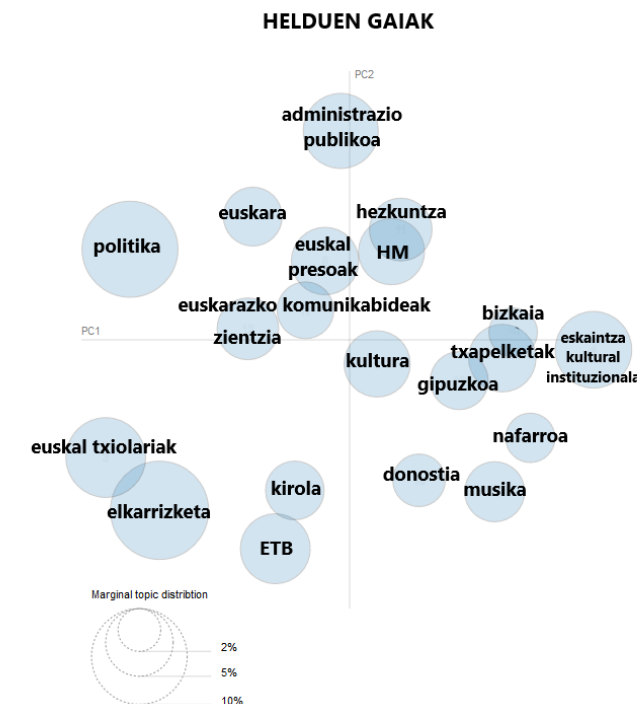 HELDUEN GAIAK
PC2
administrazio
publikoa
euskara
hezkuntza
politika
euskal
presoak
HM
euskarazko komunikabideak
bizkaia
PC1
zientzia
kultura
txapelketak
eskaintza
kultural
instituzionala
gipuzkoa
euskal txiolariak
nafarroa
elkarrizketa
kirola
donostia
musika
ETB
Marginal topic distribtion
2%
5%
10%